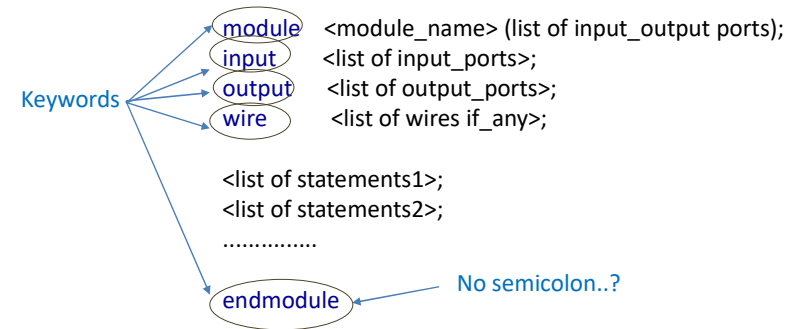 module <module_name> (list of input_output ports);
input <list of input_ports>;
output <list of output_ports>;
Keywords
wire <list of wires if_any>;
<list of statements1>;
<list of statements2>;
...............
No semicolon..?
endmodule